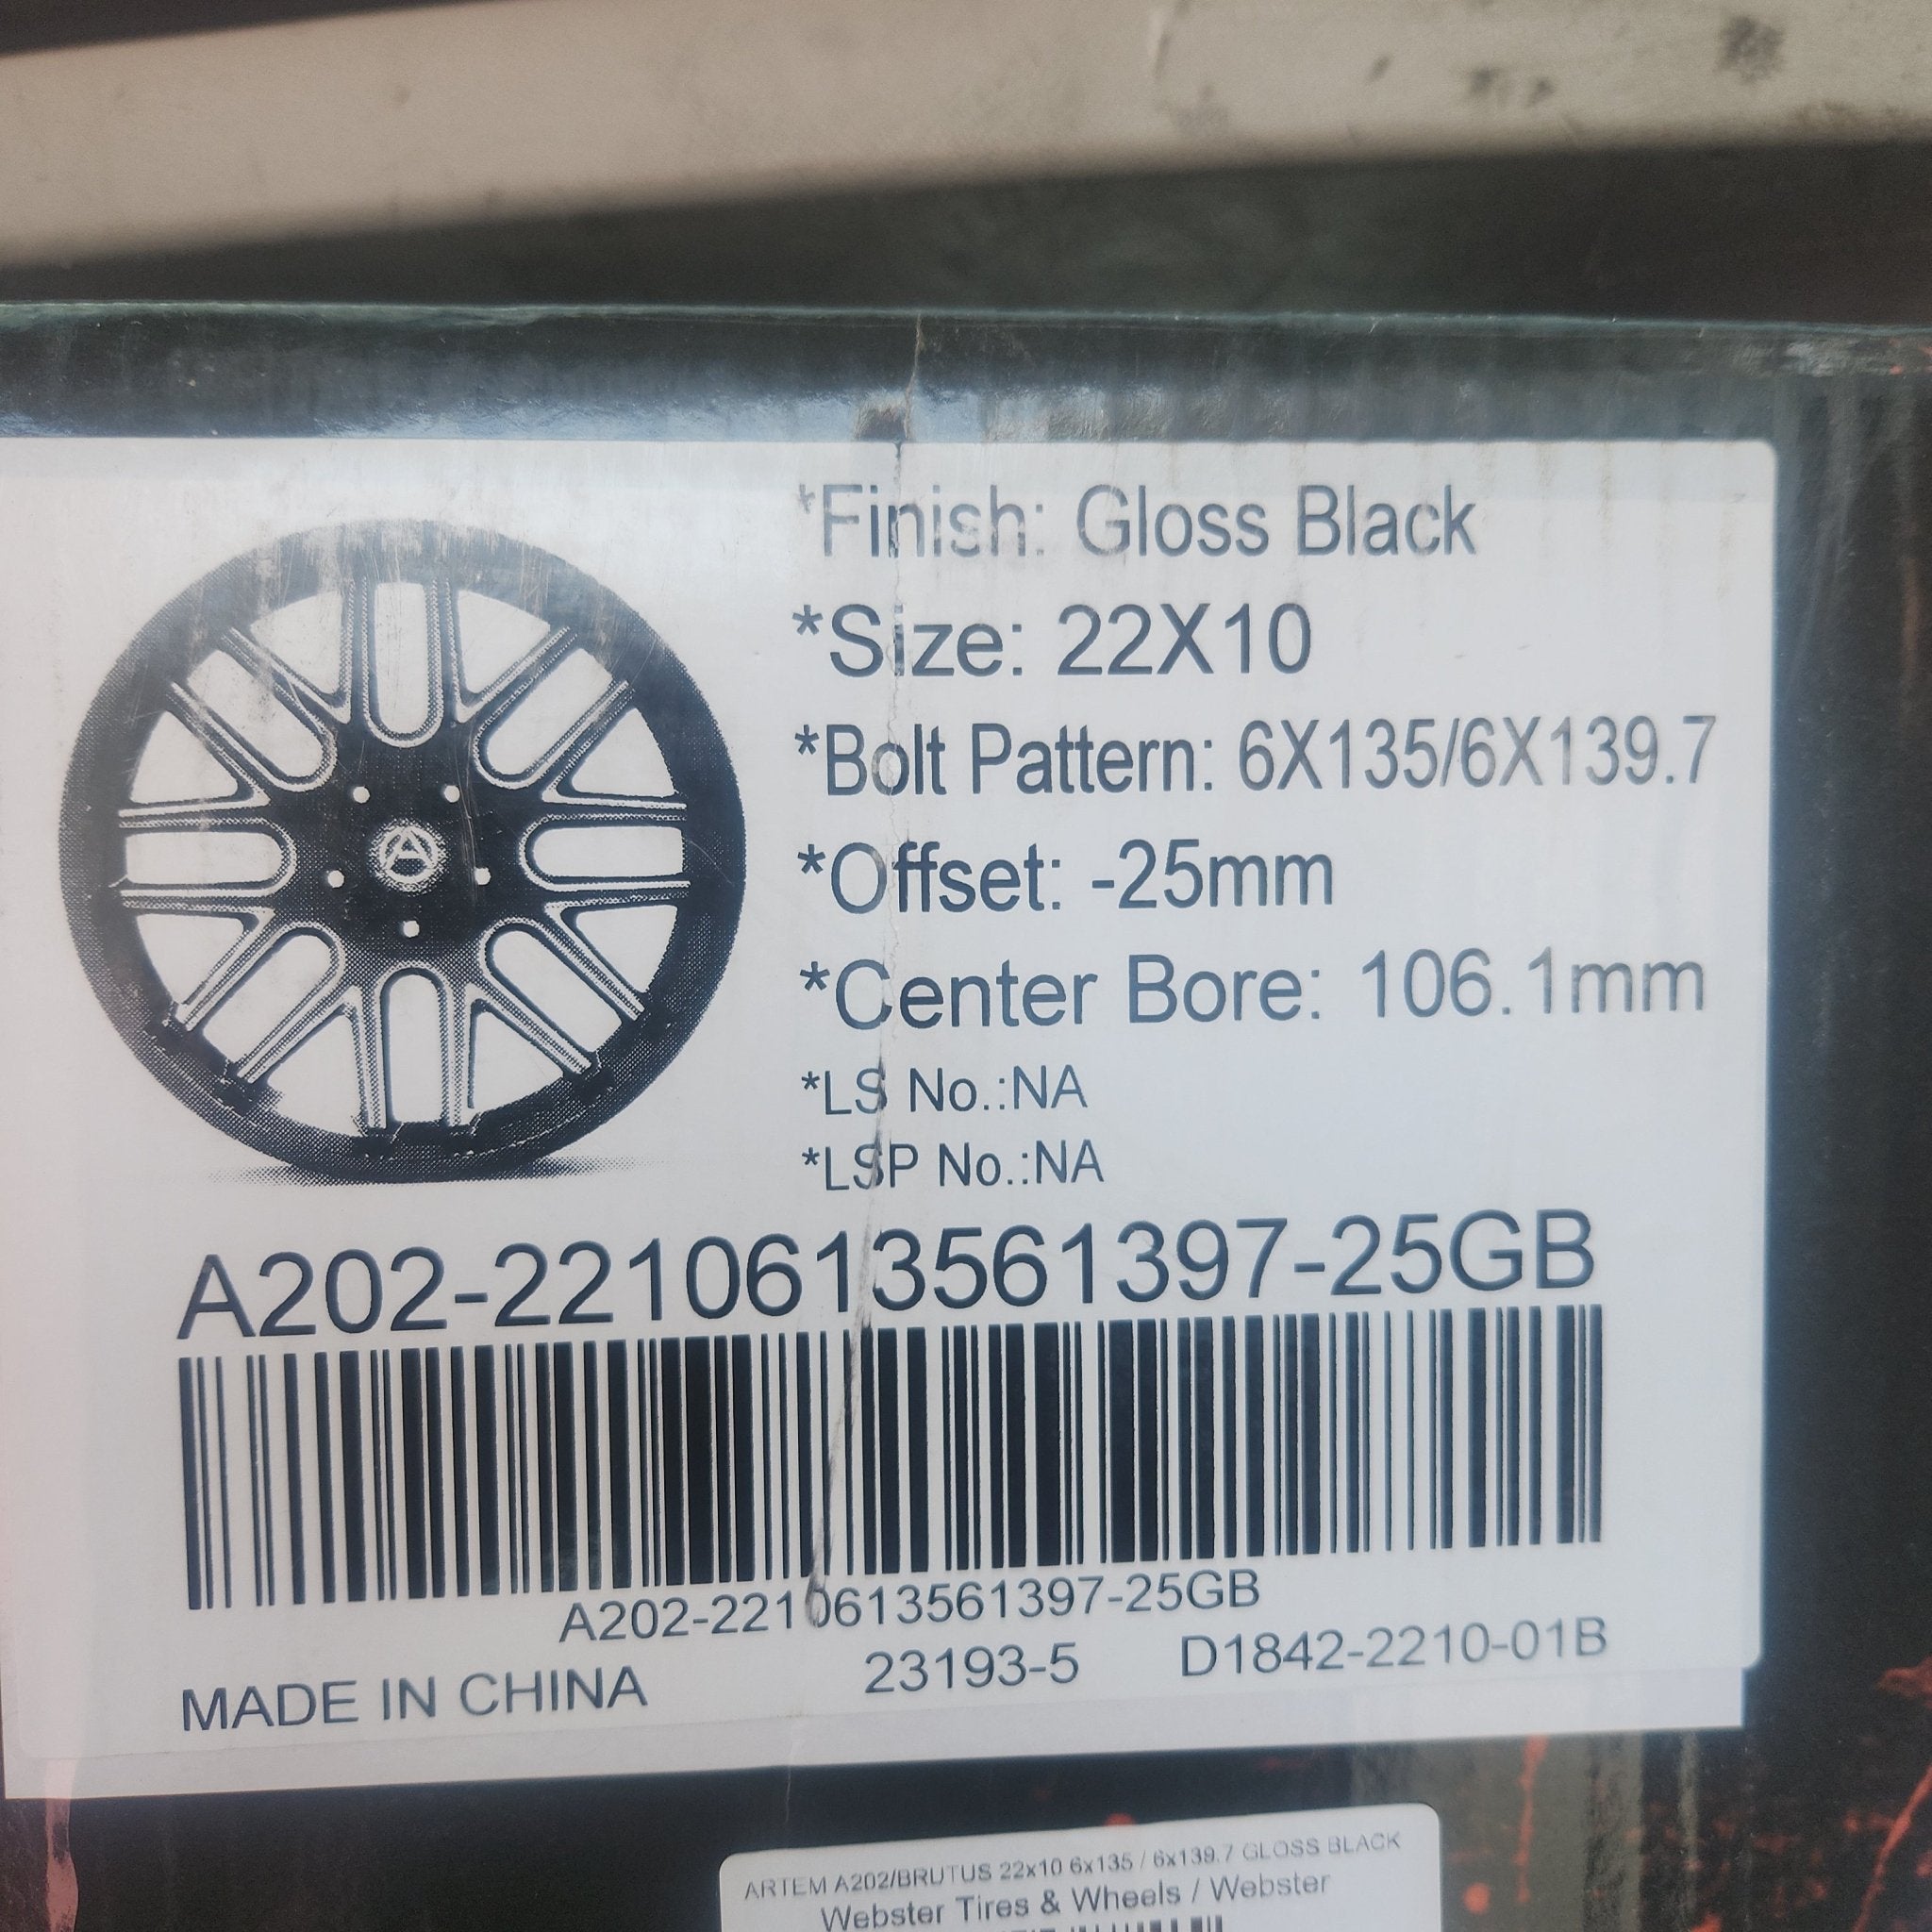 *Finish: Gloss Black
*Size: 22X10
*Bolt Pattern: 6X135/6X139.7
*Offset: -25mm
*Center Bore: 106.1mm
*LS No.:NA
*LSP No.:NA
A202-2210613561397-25GB
A202-2210613561397-25GB
MADE IN CHINA 23193-5 D1842-2210-01B
ARTEM A202/BRUTUS 22x10 6x135 / 6x139.7 GLOSS BLACK
Webster Tires & Wheels / Webster